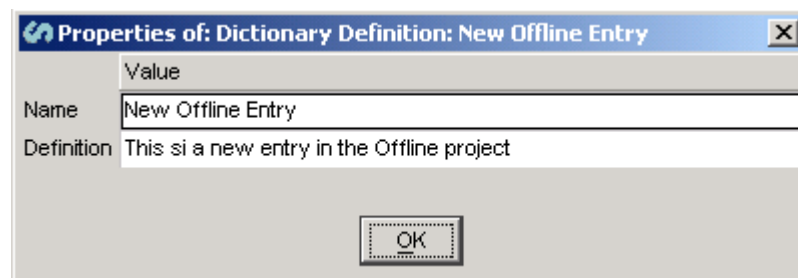 Properties of: Dictionary Definition: New Offline Entry
Value
Name New Offline Entry
Definition This si a new entry in the Offline project
OK